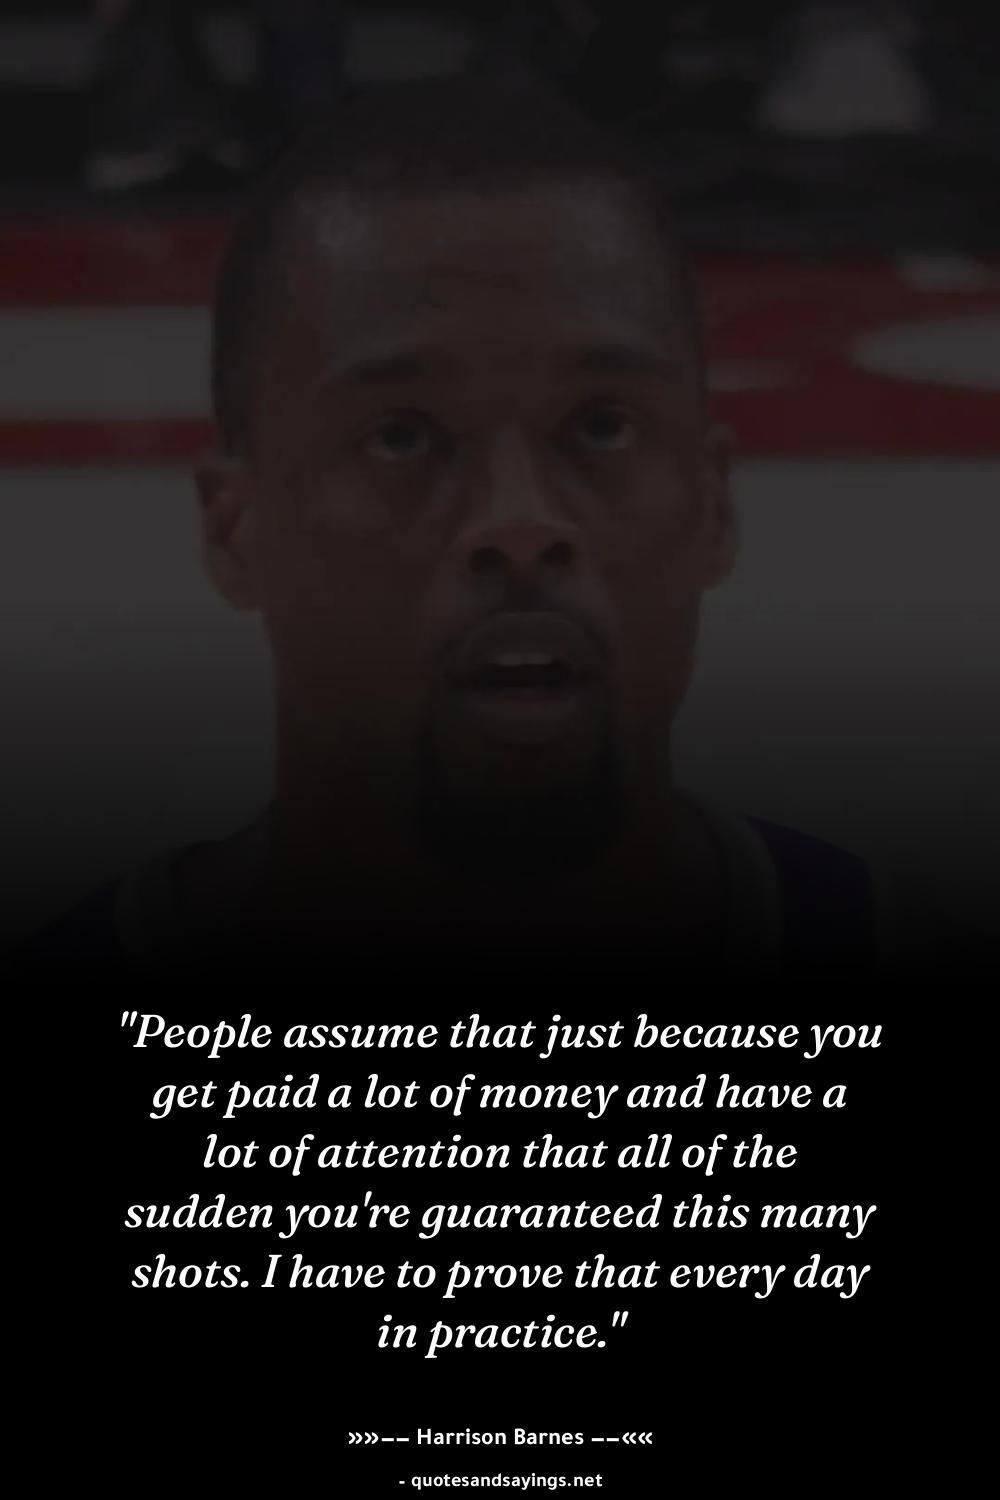 "People assume that just because you
get paid a lot of money and have a
lot of attention that all of the
sudden you're guaranteed this many
shots. I have to prove that every day
in practice."
»»−− Harrison Barnes −−««
- quotesandsayings.net